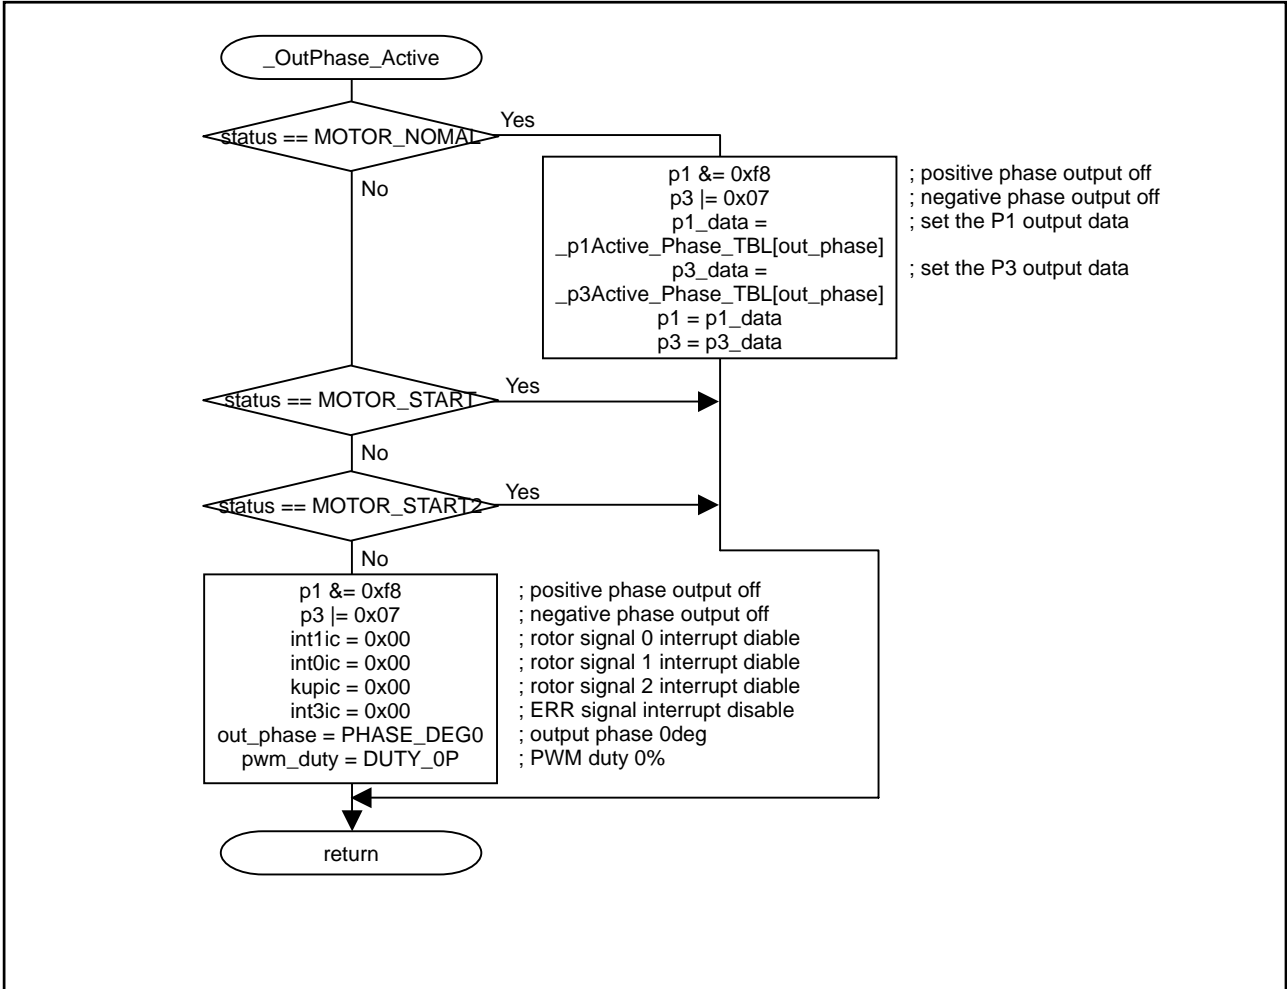 _OutPhase_Active
status == MOTOR_NOMAL
Yes
No
p1 &= 0xf8
; positive phase output off
p3 |= 0x07
; negative phase output off
p1_data =
; set the P1 output data
_p1Active_Phase_TBL[out_phase]
p3_data =
; set the P3 output data
_p3Active_Phase_TBL[out_phase]
p1 = p1_data
p3 = p3_data
status == MOTOR_START
Yes
No
status == MOTOR_START2
Yes
No
p1 &= 0xf8
; positive phase output off
p3 |= 0x07
; negative phase output off
int1ic = 0x00
; rotor signal 0 interrupt diable
int0ic = 0x00
; rotor signal 1 interrupt diable
kupic = 0x00
; rotor signal 2 interrupt diable
int3ic = 0x00
; ERR signal interrupt disable
out_phase = PHASE_DEG0
; output phase 0deg
pwm_duty = DUTY_0P
; PWM duty 0%
return